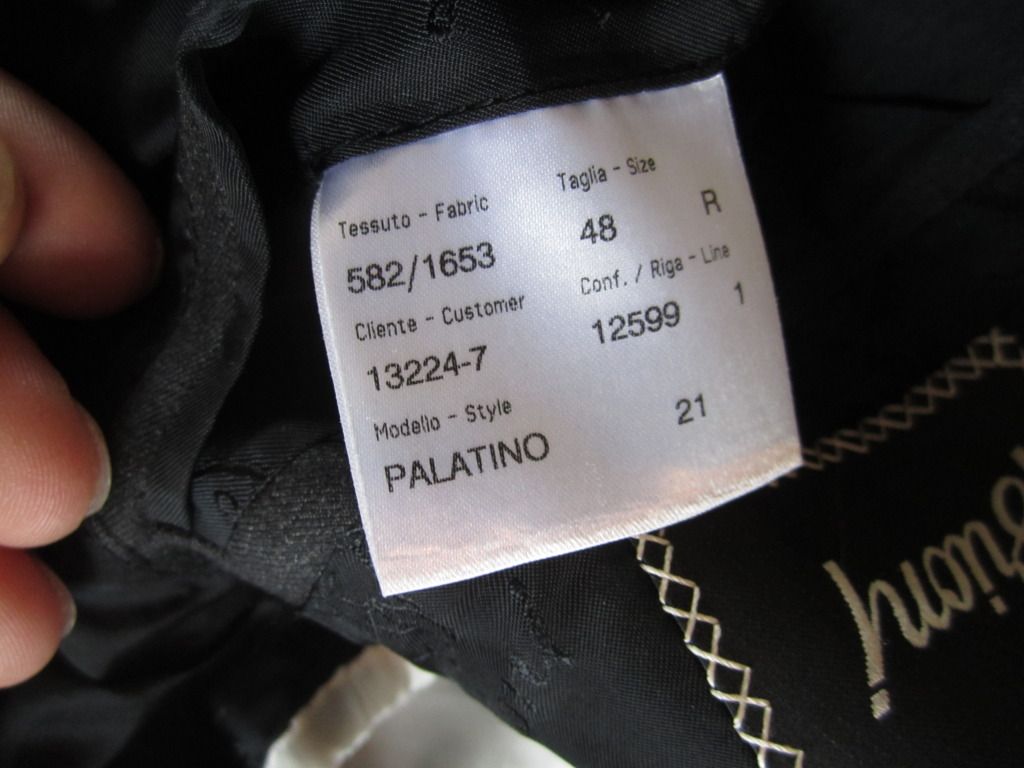 Tessuto - Fabric Taglia - Size
582/1653 48 R
Cliente - Customer Conf. / Riga - Line
13224-7 12599 1
Modello - Style
PALATINO 21